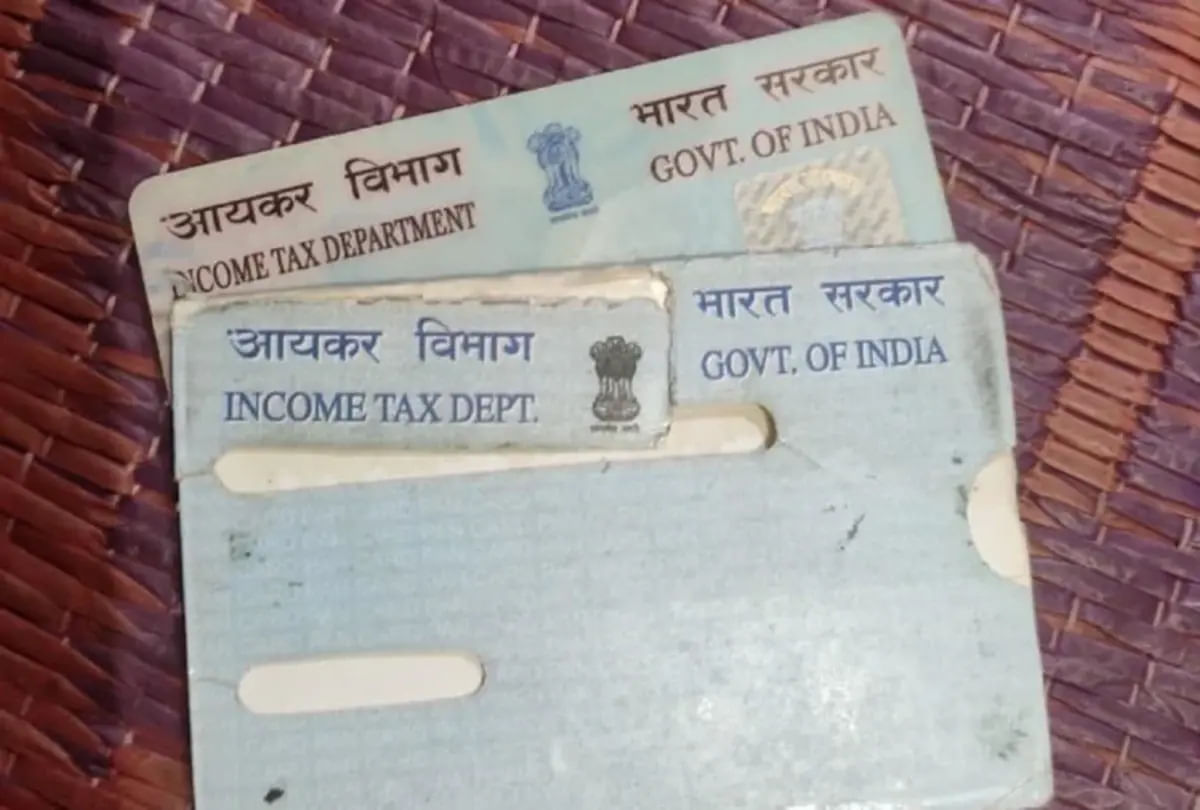 आयकर विभाग
INCOME TAX DEPARTMENT
भारत सरकार
GOVT. OF INDIA
आयकर विभाग
INCOME TAX DEPT.
भारत सरकार
GOVT. OF INDIA